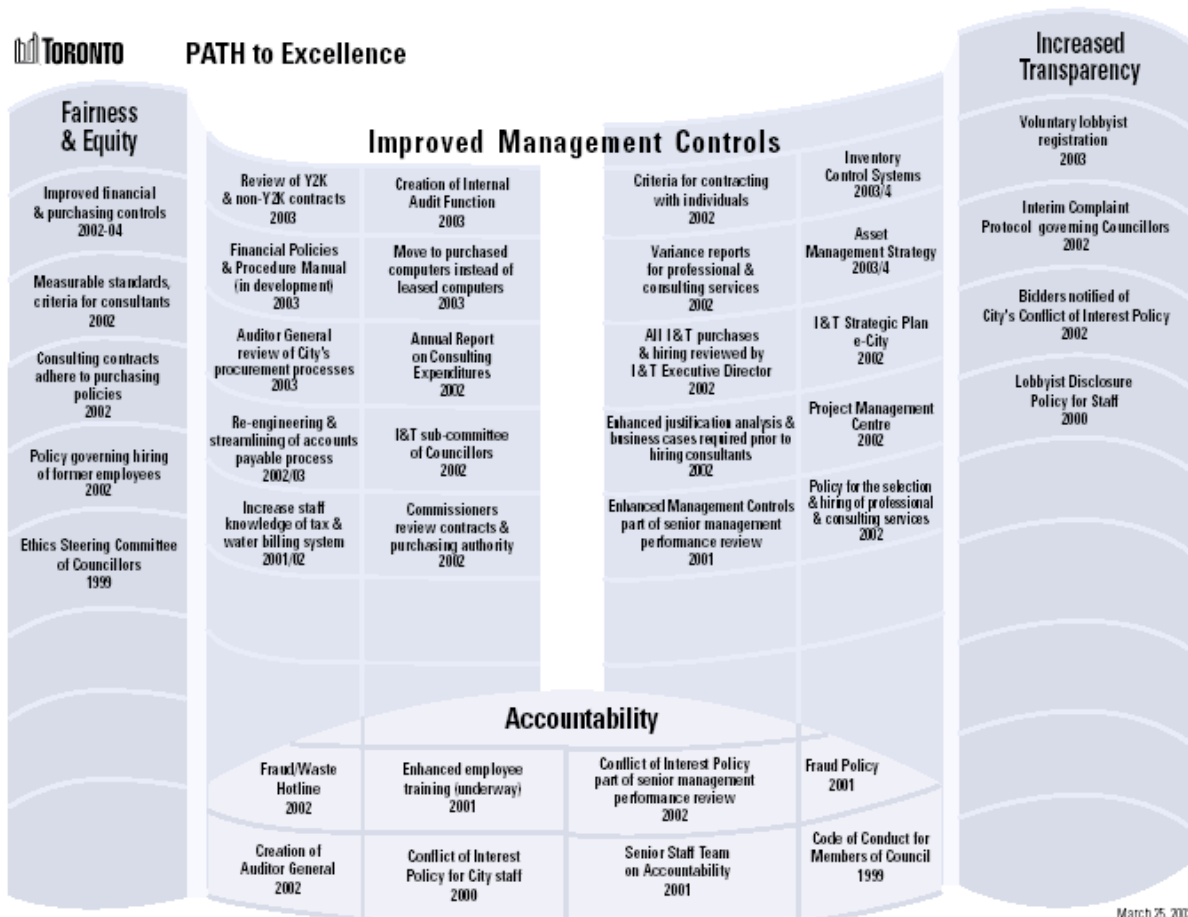 TORONTO
PATH to Excellence
Fairness
& Equity
Improved financial
& purchasing controls
2002-04
Measurable standards,
criteria for consultants
2002
Consulting contracts
adhere to purchasing
policies
2002
Policy governing hiring
of former employees
2002
Ethics Steering Committee
of Councillors
1999
Improved Management Controls
Review of Y2K
& non-Y2K contracts
2003
Financial Policies
& Procedure Manual
(in development)
2003
Auditor General
review of City's
procurement processes
2003
Re-engineering &
streamlining of accounts
payable process
2002/03
Increase staff
knowledge of tax &
water billing system
2001/02
Creation of Internal
Audit Function
2003
Move to purchased
computers instead of
leased computers
2003
Annual Report
on Consulting
Expenditures
2002
I&T sub-committee
of Councillors
2002
Commissioners
review contracts &
purchasing authority
2002
Criteria for contracting
with individuals
2002
Variance reports
for professional &
consulting services
2002
All I&T purchases
& hiring reviewed by
I&T Executive Director
2002
Enhanced justification analysis &
business cases required prior to
hiring consultants
2002
Enhanced Management Controls
part of senior management
performance review
2001
Inventory
Control Systems
2003/4
Asset
Management Strategy
2003/4
I&T Strategic Plan
e-City
2002
Project Management
Centre
2002
Policy for the selection
& hiring of professional
& consulting services
2002
Increased
Transparency
Voluntary lobbyist
registration
2003
Interim Complaint
Protocol governing Councillors
2002
Bidders notified of
City's Conflict of Interest Policy
2002
Lobbyist Disclosure
Policy for Staff
2000
Accountability
Fraud/Waste
Hotline
2002
Enhanced employee
training (underway)
2001
Conflict of Interest Policy
part of senior management
performance review
2002
Fraud Policy
2001
Creation of
Auditor General
2002
Conflict of Interest
Policy for City staff
2000
Senior Staff Team
on Accountability
2001
Code of Conduct for
Members of Council
1999
March 25,